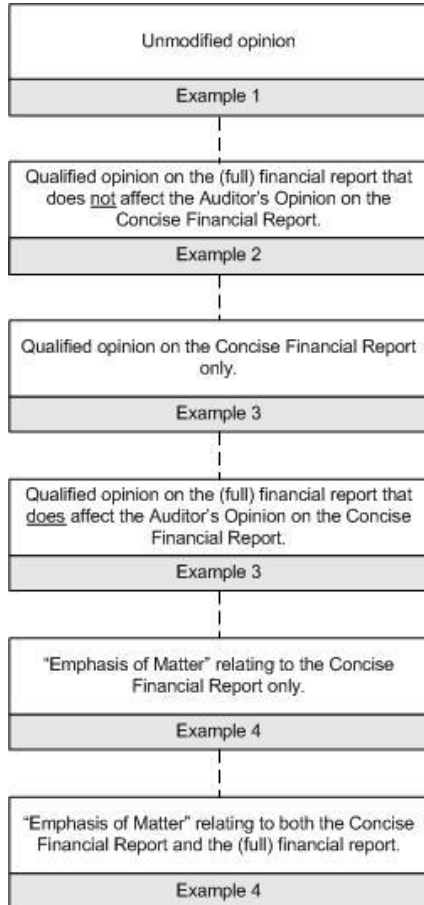 Unmodified opinion
Example 1
Qualified opinion on the (full) financial report that
does not affect the Auditor's Opinion on the
Concise Financial Report.
Example 2
Qualified opinion on the Concise Financial Report
only.
Example 3
Qualified opinion on the (full) financial report that
does affect the Auditor's Opinion on the Concise
Financial Report.
Example 3
“Emphasis of Matter” relating to the Concise
Financial Report only.
Example 4
“Emphasis of Matter” relating to both the Concise
Financial Report and the (full) financial report.
Example 4